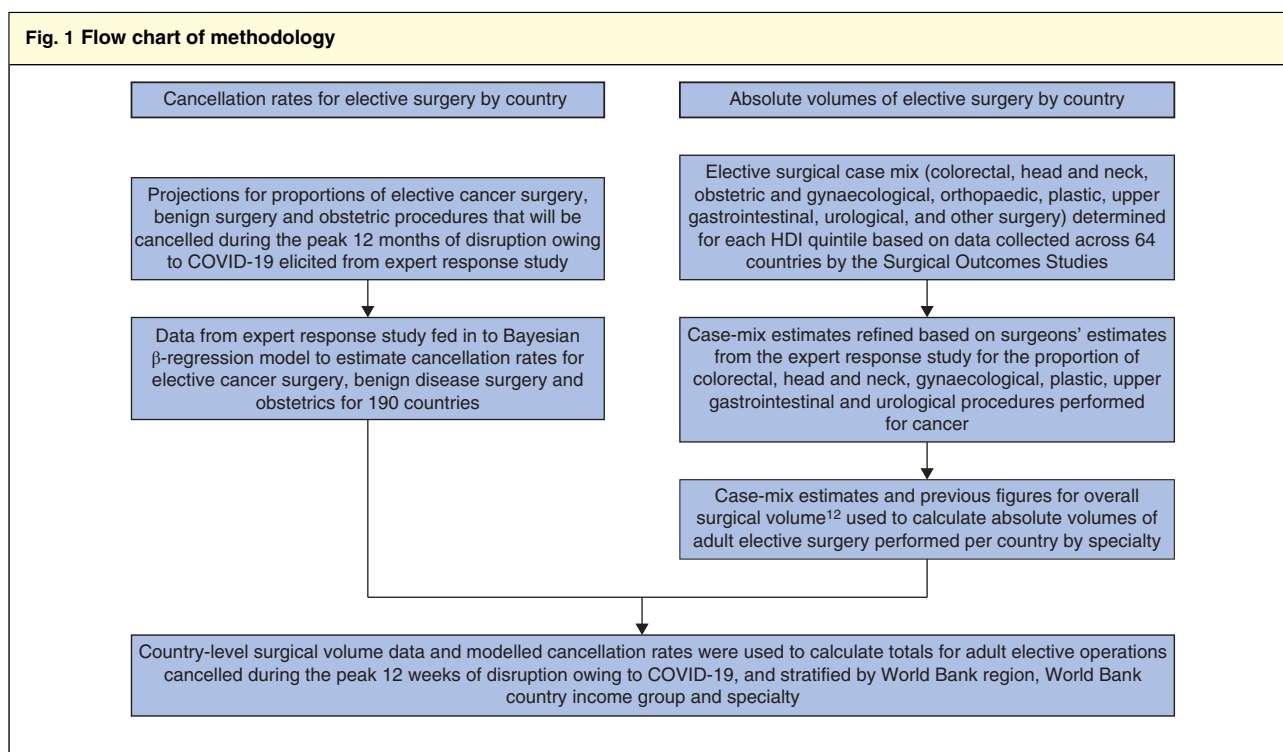 Fig. 1 Flow chart of methodology
Cancellation rates for elective surgery by country
Projections for proportions of elective cancer surgery,
benign surgery and obstetric procedures that will be
cancelled during the peak 12 months of disruption owing
to COVID-19 elicited from expert response study
Data from expert response study fed in to Bayesian
β-regression model to estimate cancellation rates for
elective cancer surgery, benign disease surgery and
obstetrics for 190 countries
Absolute volumes of elective surgery by country
Elective surgical case mix (colorectal, head and neck,
obstetric and gynaecological, orthopaedic, plastic, upper
gastrointestinal, urological, and other surgery) determined
for each HDI quintile based on data collected across 64
countries by the Surgical Outcomes Studies
Case-mix estimates refined based on surgeons' estimates
from the expert response study for the proportion of
colorectal, head and neck, gynaecological, plastic, upper
gastrointestinal and urological procedures performed
for cancer
Case-mix estimates and previous figures for overall
surgical volume¹² used to calculate absolute volumes of
adult elective surgery performed per country by specialty
Country-level surgical volume data and modelled cancellation rates were used to calculate totals for adult elective operations
cancelled during the peak 12 weeks of disruption owing to COVID-19, and stratified by World Bank region, World Bank
country income group and specialty